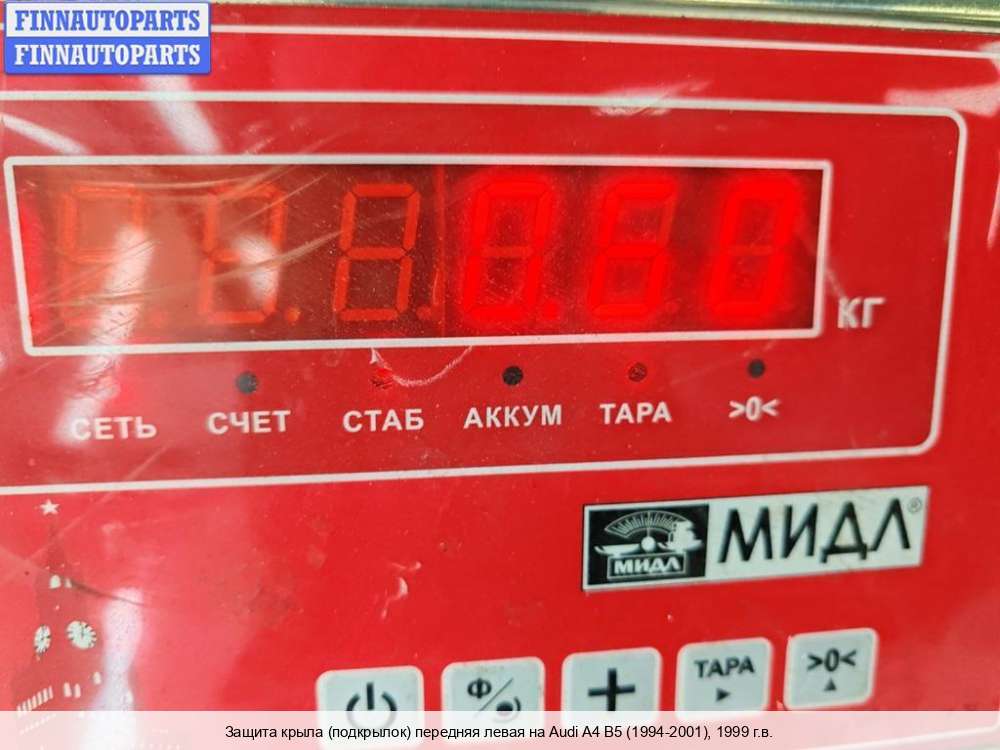 FINNAUTOPARTS
FINNAUTOPARTS
0.60
КГ
СЕТЬ СЧЕТ СТАБ АККУМ ТАРА >0<
МИДЛ МИДЛ®
Ф ТАРА >0<
Защита крыла (подкрылок) передняя левая на Audi A4 B5 (1994-2001), 1999 г.в.